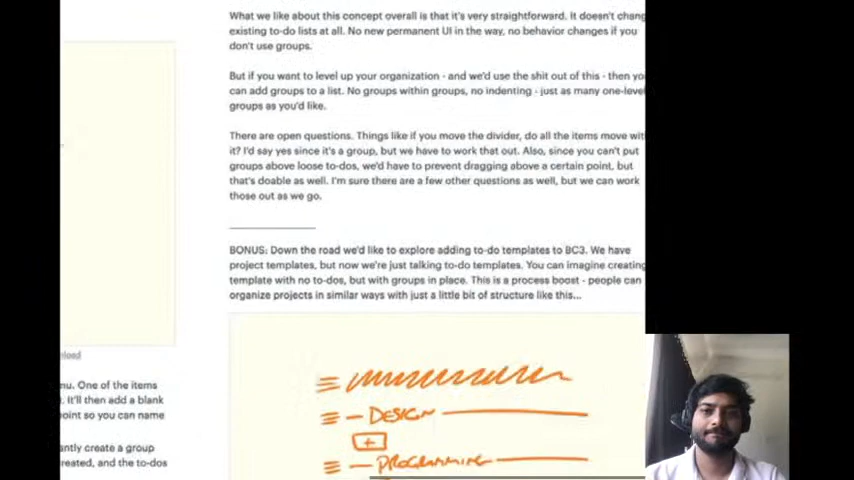 What we like about this concept overall is that it's very straightforward. It doesn't chang
existing to-do lists at all. No new permanent UI in the way, no behavior changes if you
don't use groups.
But if you want to level up your organization - and we'd use the shit out of this - then yo
can add groups to a list. No groups within groups, no indenting - just as many one-level
groups as you'd like.
There are open questions. Things like if you move the divider, do all the items move wit
it? I'd say yes since it's a group, but we have to work that out. Also, since you can't put
groups above loose to-dos, we'd have to prevent dragging above a certain point, but
that's doable as well. I'm sure there are a few other questions as well, but we can work
those out as we go.
BONUS: Down the road we'd like to explore adding to-do templates to BC3. We have
project templates, but now we're just talking to-do templates. You can imagine creating
template with no to-dos, but with groups in place. This is a process boost - people can
organize projects in similar ways with just a little bit of structure like this...
nload
nu. One of the items
. It'll then add a blank
oint so you can name
antly create a group
reated, and the to-dos
DESIGN
+
PROGRAMMING